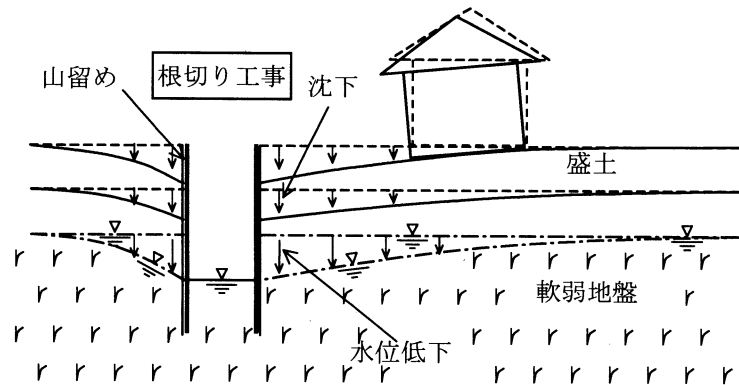 根切り工事
山留め
沈下
盛土
軟弱地盤
水位低下